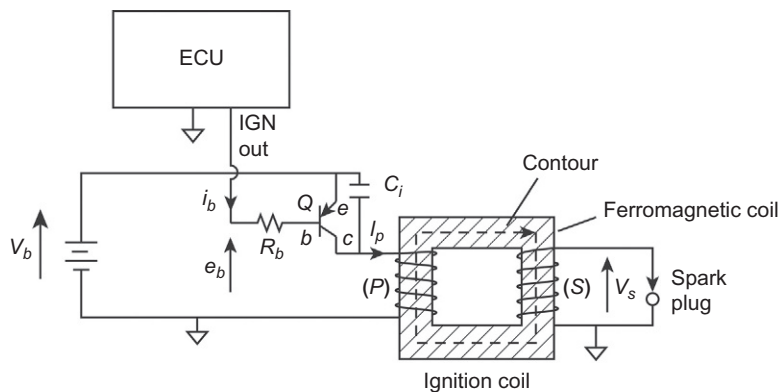 ECU
IGN
out
Contour
C_i
i_b
Q
e
Ferromagnetic coil
I_p
V_b
R_b
b
c
e_b
(P)
(S)
V_s
Spark
plug
Ignition coil